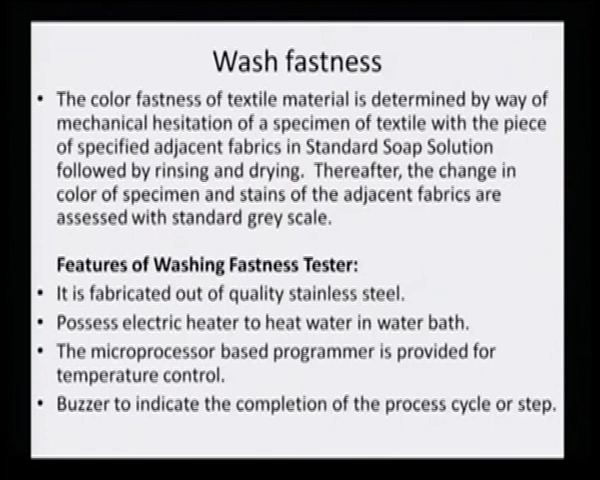 Wash fastness
• The color fastness of textile material is determined by way of
mechanical hesitation of a specimen of textile with the piece
of specified adjacent fabrics in Standard Soap Solution
followed by rinsing and drying. Thereafter, the change in
color of specimen and stains of the adjacent fabrics are
assessed with standard grey scale.
Features of Washing Fastness Tester:
• It is fabricated out of quality stainless steel.
• Possess electric heater to heat water in water bath.
• The microprocessor based programmer is provided for
temperature control.
• Buzzer to indicate the completion of the process cycle or step.